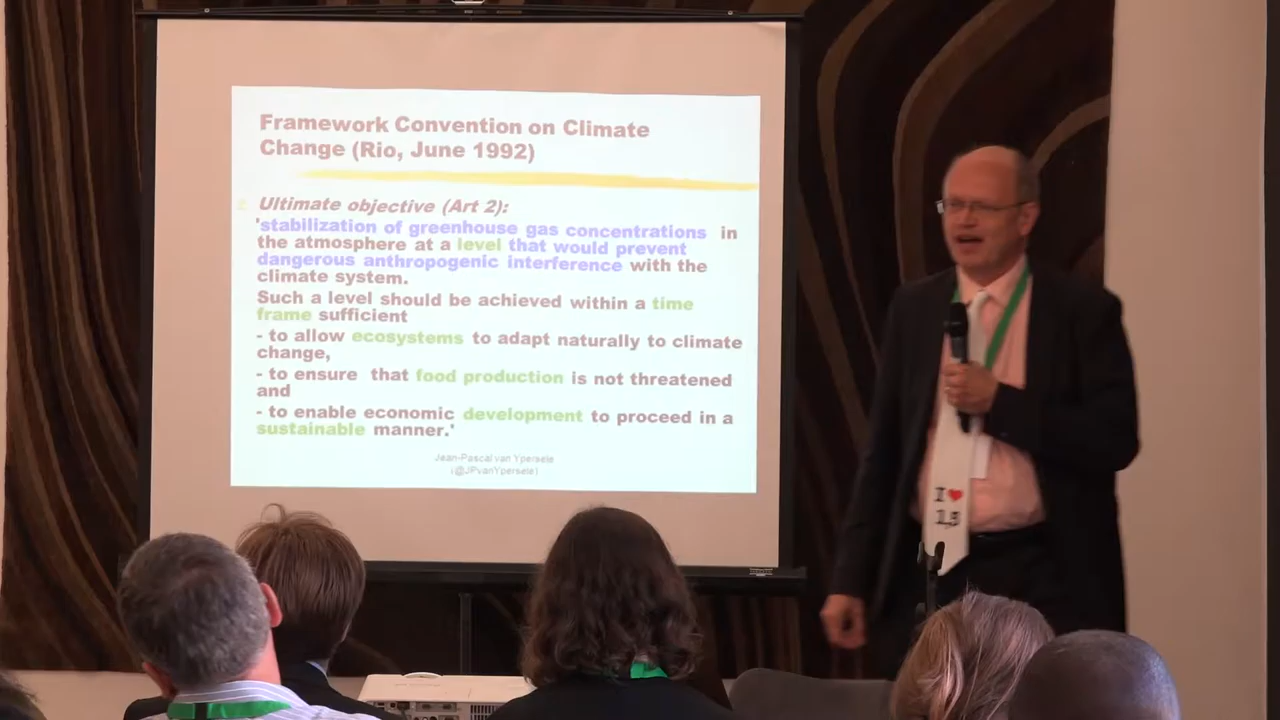 Framework Convention on Climate
Change (Rio, June 1992)
Ultimate objective (Art 2):
'stabilization of greenhouse gas concentrations in
the atmosphere at a level that would prevent
dangerous anthropogenic interference with the
climate system.
Such a level should be achieved within a time
frame sufficient
- to allow ecosystems to adapt naturally to climate
change,
- to ensure that food production is not threatened
and
- to enable economic development to proceed in a
sustainable manner.'
Jean-Pascal van Ypersele
(@JPvanYpersele)
I ♥
1,5